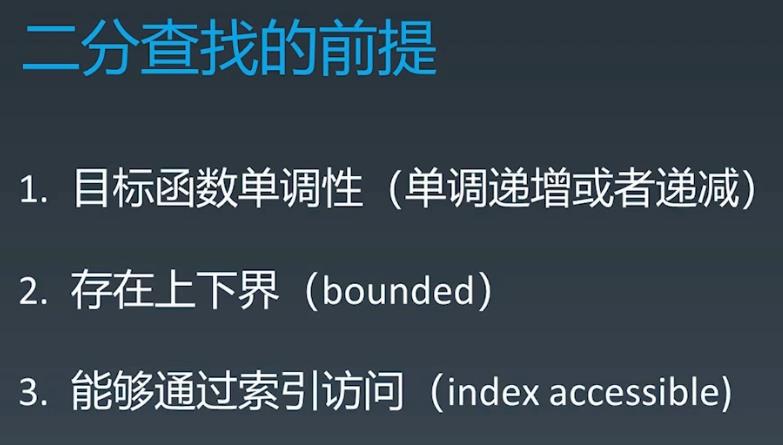 二分查找的前提
1. 目标函数单调性（单调递增或者递减）
2. 存在上下界（bounded）
3. 能够通过索引访问（index accessible)